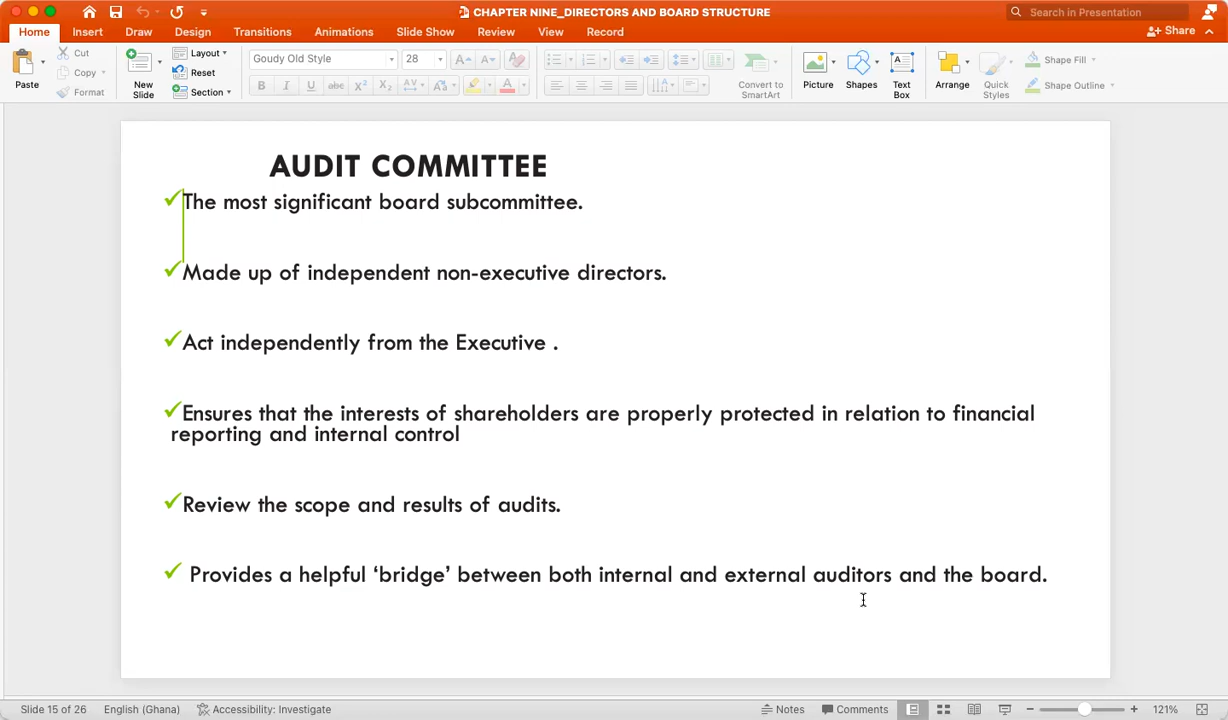 CHAPTER NINE_DIRECTORS AND BOARD STRUCTURE
Search in Presentation
Home Insert Draw Design Transitions Animations Slide Show Review View Record Share
Paste Cut Copy Format
New Slide Layout Reset Section
Goudy Old Style 28
B I U abc X² X₂ AV Aa A
Convert to SmartArt
Picture Shapes Text Box
Arrange Quick Styles Shape Fill Shape Outline
AUDIT COMMITTEE
The most significant board subcommittee.
Made up of independent non-executive directors.
Act independently from the Executive .
Ensures that the interests of shareholders are properly protected in relation to financial
reporting and internal control
Review the scope and results of audits.
Provides a helpful ‘bridge’ between both internal and external auditors and the board.
Slide 15 of 26 English (Ghana) Accessibility: Investigate Notes Comments 121%